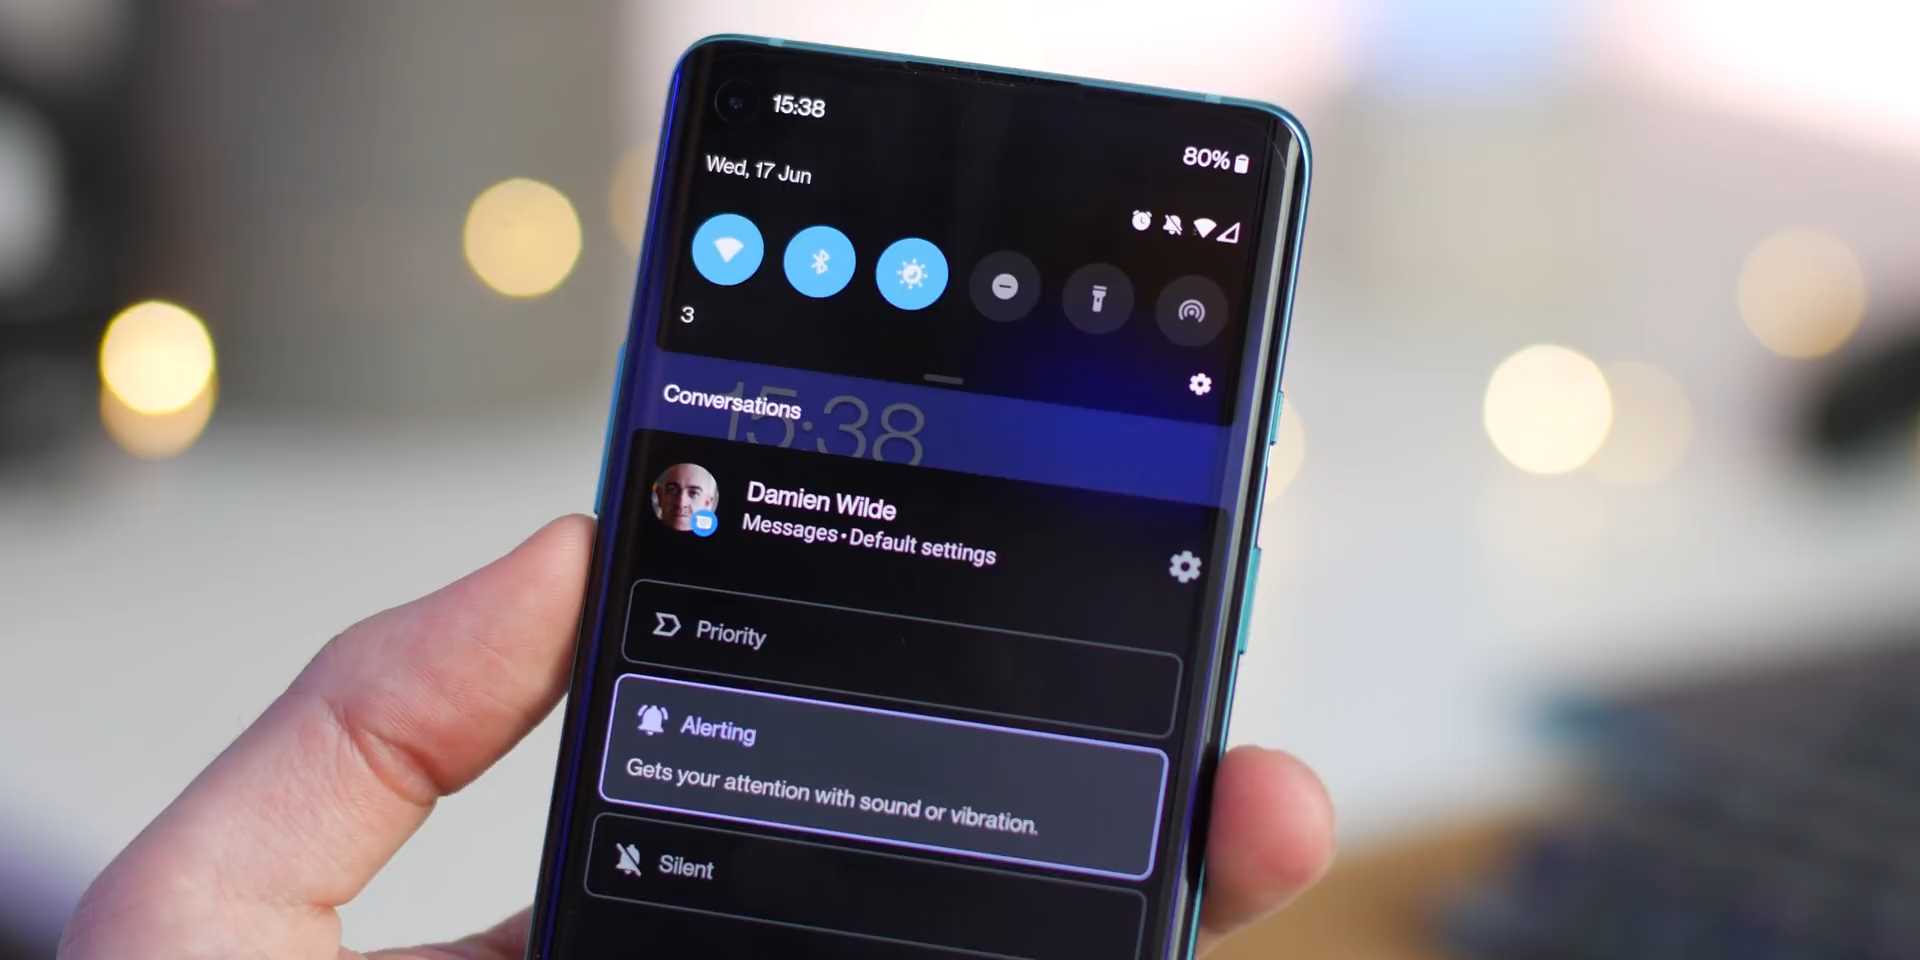 15:38
80%
Wed, 17 Jun
3
Conversations
15:38
Damien Wilde
Messages • Default settings
Priority
Alerting
Gets your attention with sound or vibration.
Silent